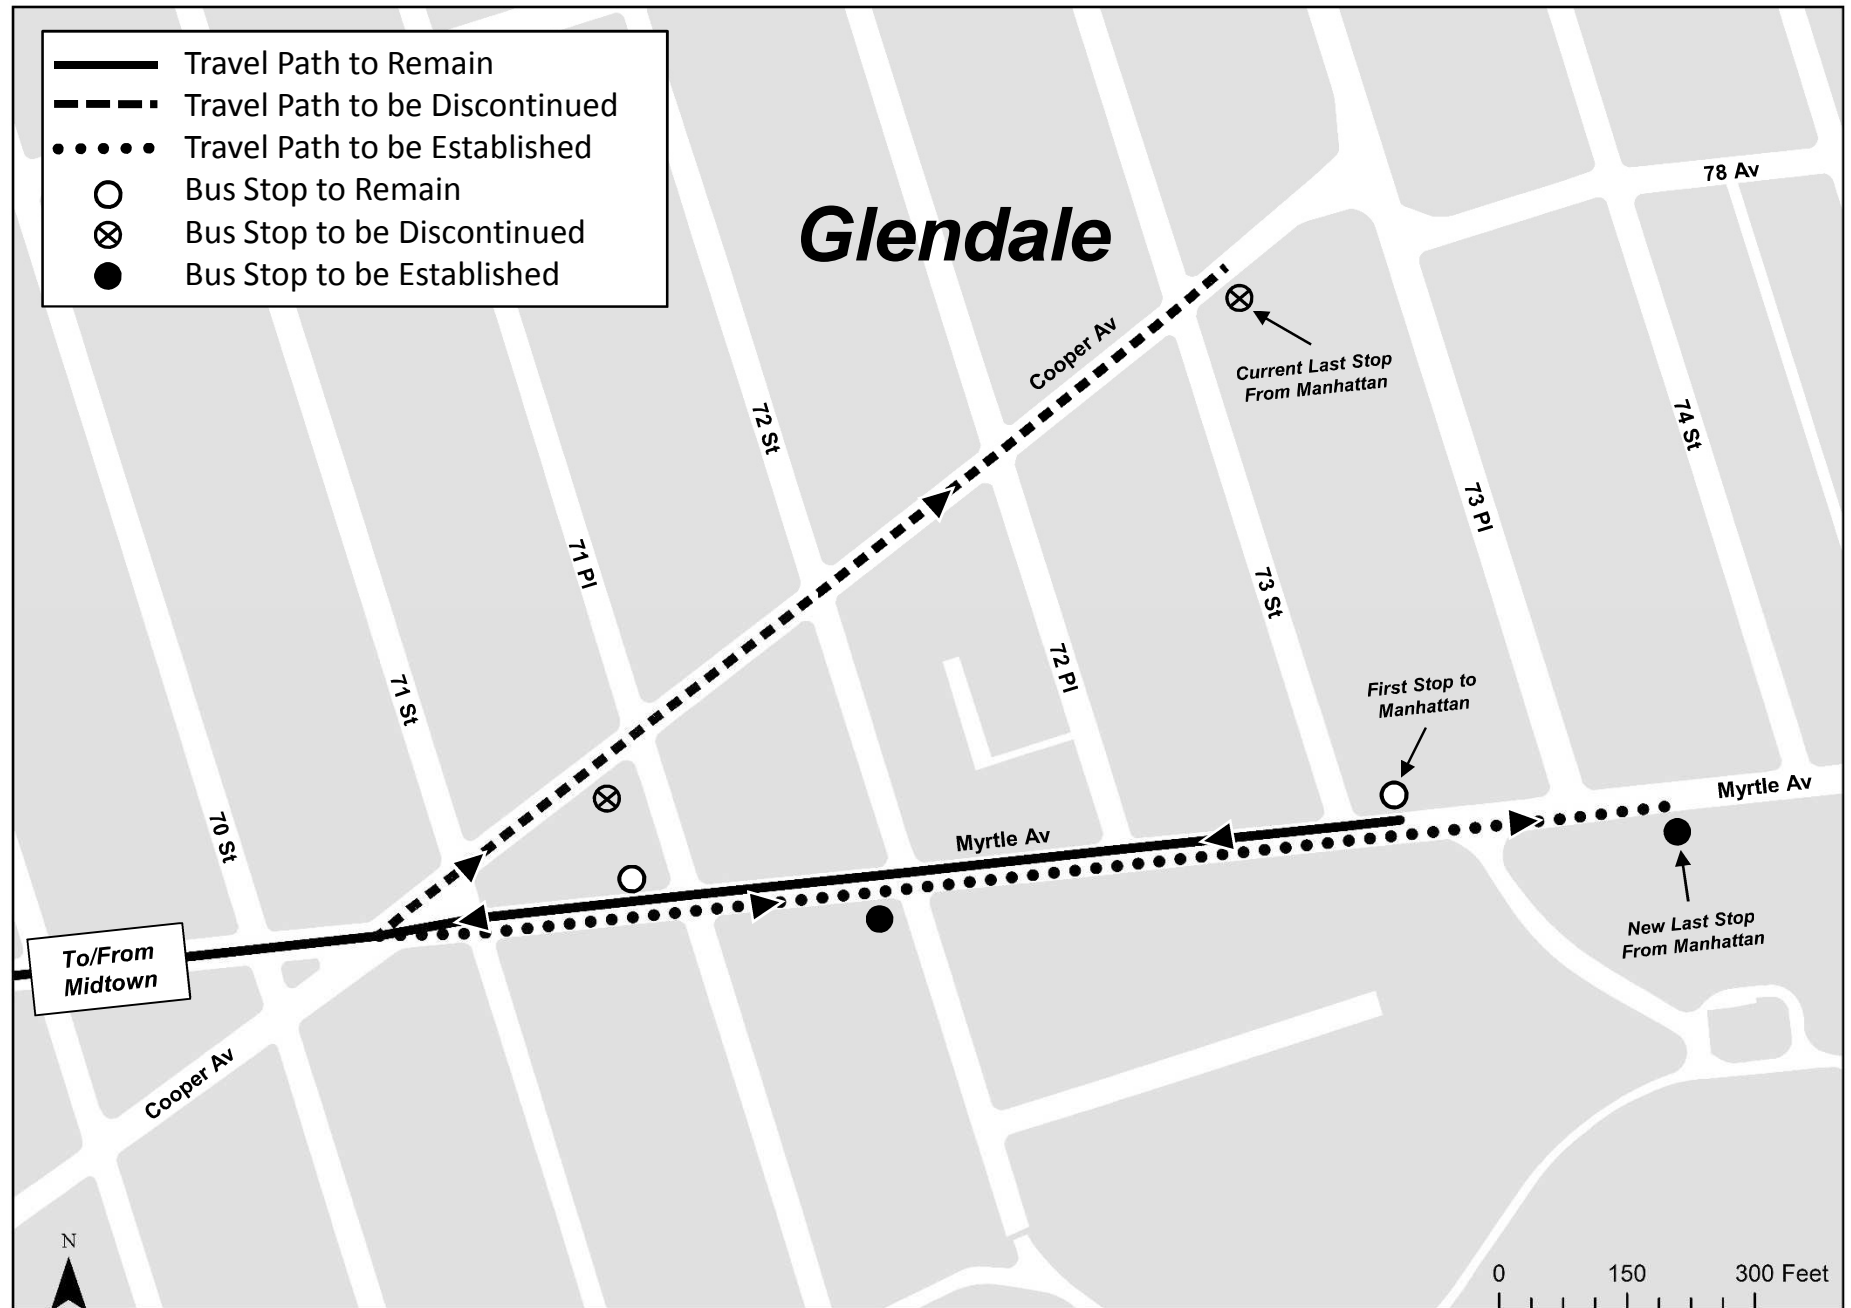 Travel Path to Remain
Travel Path to be Discontinued
Travel Path to be Established
Bus Stop to Remain
Bus Stop to be Discontinued
Bus Stop to be Established
Glendale
78 Av
Cooper Av
Current Last Stop
From Manhattan
72 St
74 St
73 Pl
71 Pl
73 St
72 Pl
71 St
First Stop to
Manhattan
70 St
Myrtle Av
Myrtle Av
To/From
Midtown
New Last Stop
From Manhattan
Cooper Av
N
0 150 300 Feet